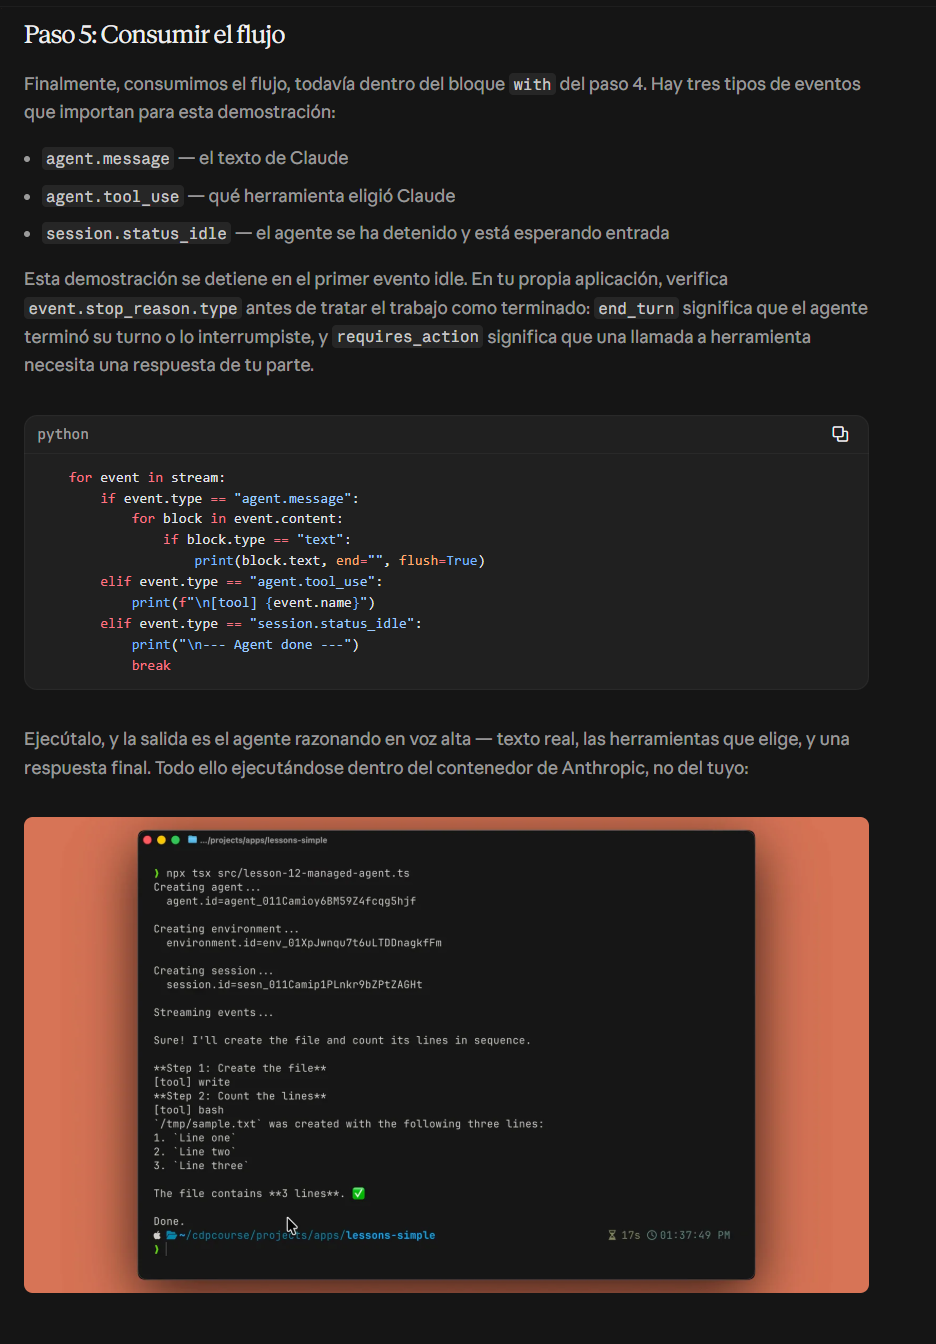 Paso 5: Consumir el flujo
Finalmente, consumimos el flujo, todavía dentro del bloque with del paso 4. Hay tres tipos de eventos
que importan para esta demostración:
• agent.message — el texto de Claude
• agent.tool_use — qué herramienta eligió Claude
• session.status_idle — el agente se ha detenido y está esperando entrada
Esta demostración se detiene en el primer evento idle. En tu propia aplicación, verifica
event.stop_reason.type antes de tratar el trabajo como terminado: end_turn significa que el agente
terminó su turno o lo interrumpiste, y requires_action significa que una llamada a herramienta
necesita una respuesta de tu parte.
python
for event in stream:
    if event.type == "agent.message":
        for block in event.content:
            if block.type == "text":
                print(block.text, end="", flush=True)
    elif event.type == "agent.tool_use":
        print(f"\n[tool] {event.name}")
    elif event.type == "session.status_idle":
        print("\n--- Agent done ---")
        break
Ejecútalo, y la salida es el agente razonando en voz alta — texto real, las herramientas que elige, y una
respuesta final. Todo ello ejecutándose dentro del contenedor de Anthropic, no del tuyo:
.../projects/apps/lessons-simple
❯ npx tsx src/lesson-12-managed-agent.ts
Creating agent...
  agent.id=agent_011Camioy6BM59Z4fcqg5hjf
Creating environment...
  environment.id=env_01XpJwnqu7t6uLTDDnagkfFm
Creating session...
  session.id=sesn_011Camip1PLnkr9bZPtZAGHt
Streaming events...
Sure! I'll create the file and count its lines in sequence.
**Step 1: Create the file**
[tool] write
**Step 2: Count the lines**
[tool] bash
`/tmp/sample.txt` was created with the following three lines:
1. `Line one`
2. `Line two`
3. `Line three`
The file contains **3 lines**. ✅
Done.
~/cdpcourse/projects/apps/lessons-simple 17s 01:37:49 PM
❯